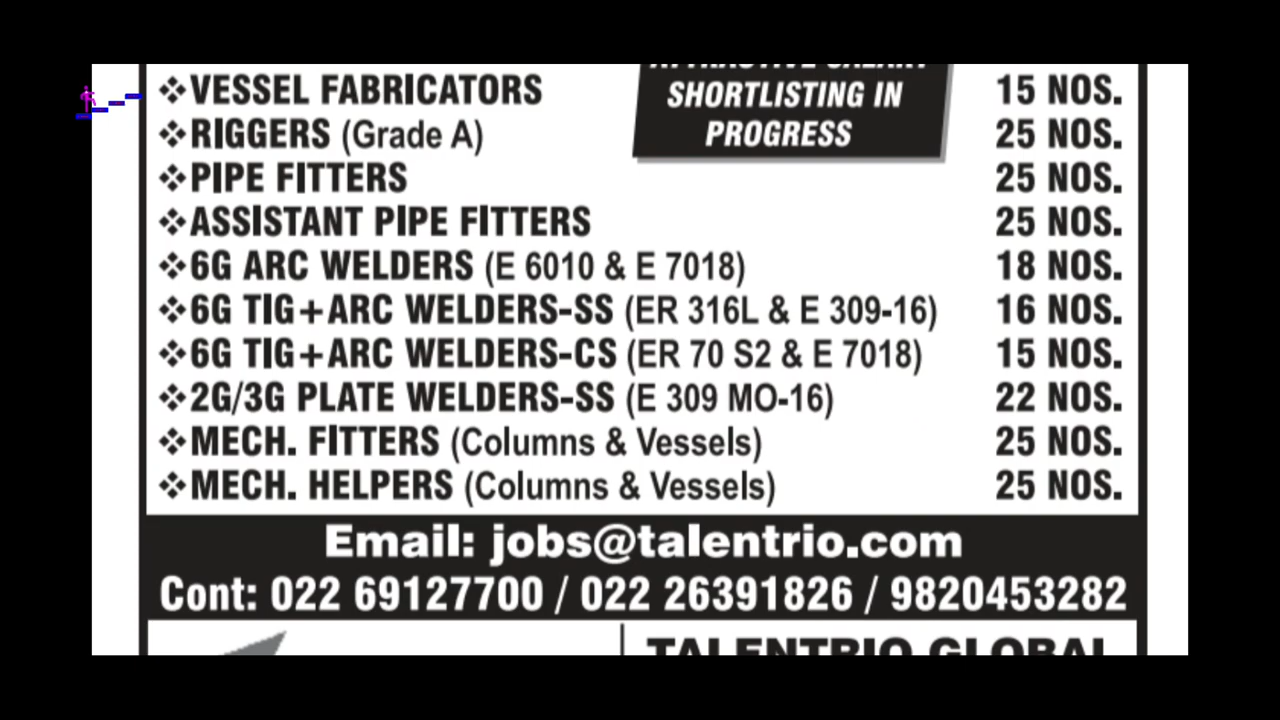 ATTRACTIVE SALARY
SHORTLISTING IN
PROGRESS
❖VESSEL FABRICATORS 15 NOS.
❖RIGGERS (Grade A) 25 NOS.
❖PIPE FITTERS 25 NOS.
❖ASSISTANT PIPE FITTERS 25 NOS.
❖6G ARC WELDERS (E 6010 & E 7018) 18 NOS.
❖6G TIG+ARC WELDERS-SS (ER 316L & E 309-16) 16 NOS.
❖6G TIG+ARC WELDERS-CS (ER 70 S2 & E 7018) 15 NOS.
❖2G/3G PLATE WELDERS-SS (E 309 MO-16) 22 NOS.
❖MECH. FITTERS (Columns & Vessels) 25 NOS.
❖MECH. HELPERS (Columns & Vessels) 25 NOS.
Email: jobs@talentrio.com
Cont: 022 69127700 / 022 26391826 / 9820453282
TALENTRIO GLOBAL